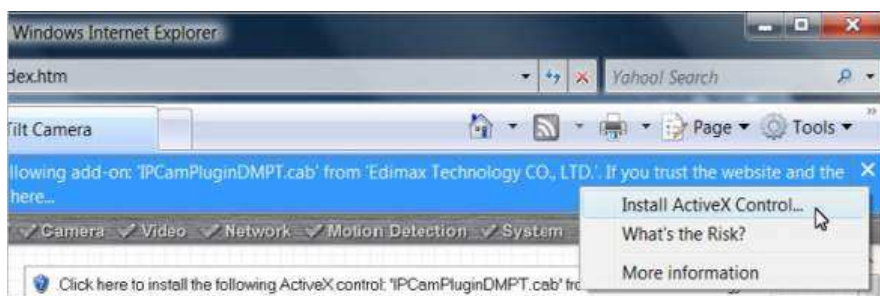 Windows Internet Explorer
dex.htm
Yahoo! Search
Tilt Camera
Page
Tools
llowing add-on: 'IPCamPluginDMPT.cab' from 'Edimax Technology CO., LTD.'. If you trust the website and the
here...
Install ActiveX Control...
What's the Risk?
More information
Camera Video Network Motion Detection System
Click here to install the following ActiveX control: 'IPCamPluginDMPT.cab' fro